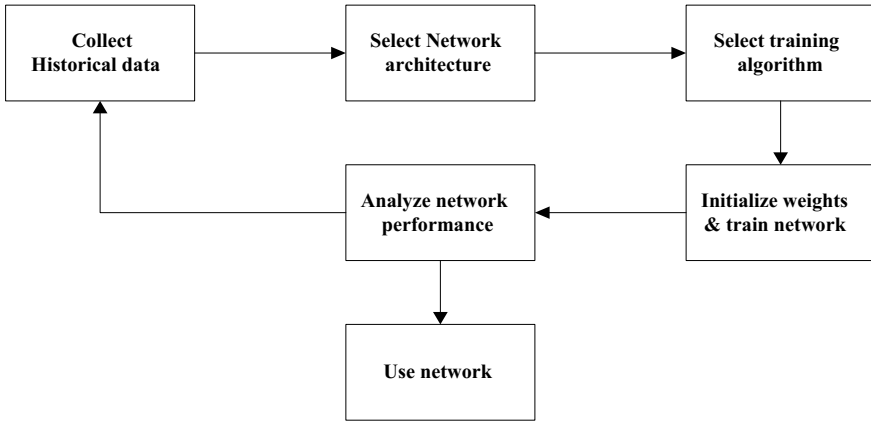 Collect
Historical data
Select Network
architecture
Select training
algorithm
Analyze network
performance
Initialize weights
& train network
Use network